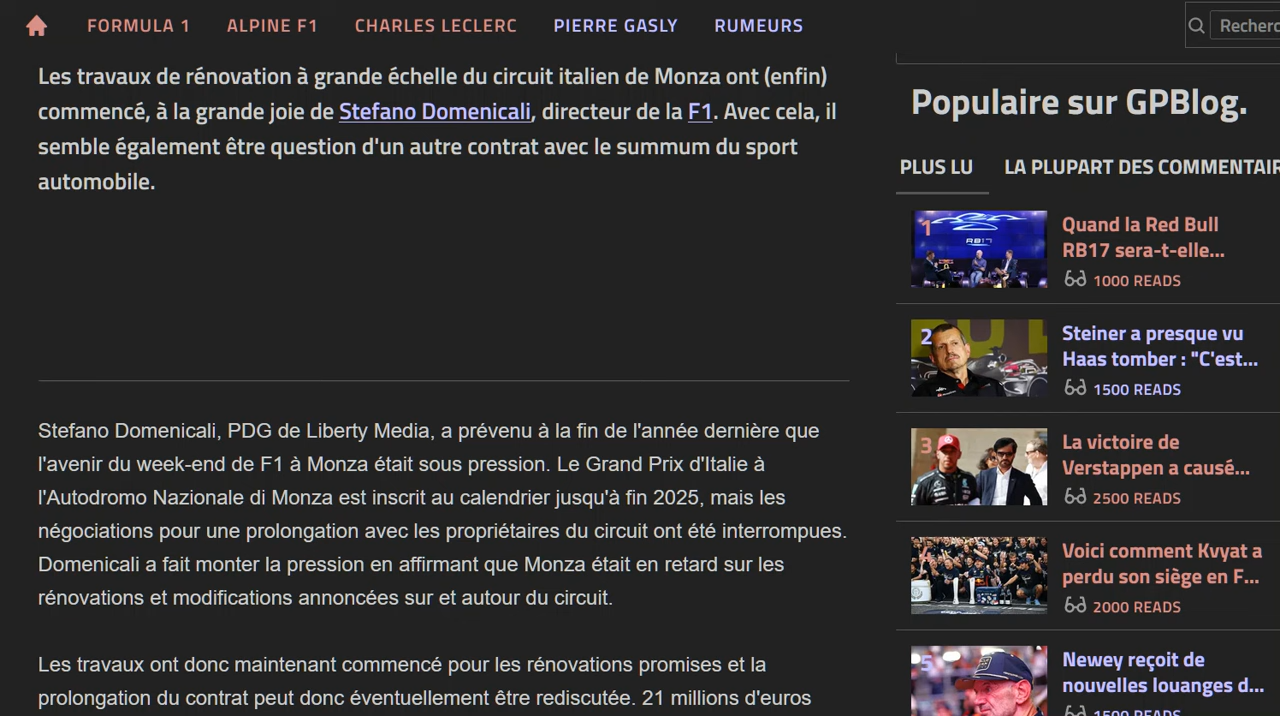 FORMULA 1 ALPINE F1 CHARLES LECLERC PIERRE GASLY RUMEURS
Les travaux de rénovation à grande échelle du circuit italien de Monza ont (enfin)
commencé, à la grande joie de Stefano Domenicali, directeur de la F1. Avec cela, il
semble également être question d'un autre contrat avec le summum du sport
automobile.
Stefano Domenicali, PDG de Liberty Media, a prévenu à la fin de l'année dernière que
l'avenir du week-end de F1 à Monza était sous pression. Le Grand Prix d'Italie à
l'Autodromo Nazionale di Monza est inscrit au calendrier jusqu'à fin 2025, mais les
négociations pour une prolongation avec les propriétaires du circuit ont été interrompues.
Domenicali a fait monter la pression en affirmant que Monza était en retard sur les
rénovations et modifications annoncées sur et autour du circuit.
Les travaux ont donc maintenant commencé pour les rénovations promises et la
prolongation du contrat peut donc éventuellement être rediscutée. 21 millions d'euros
Populaire sur GPBlog.
PLUS LU LA PLUPART DES
1
RB17
Quand la Red Bull
RB17 sera-t-elle...
1000 READS
2
Steiner a presque vu
Haas tomber : "C'est...
1500 READS
3
La victoire de
Verstappen a causé...
2500 READS
Voici comment Kvyat a
perdu son siège en F...
2000 READS
5
Newey reçoit de
nouvelles louanges d...
1500 READS